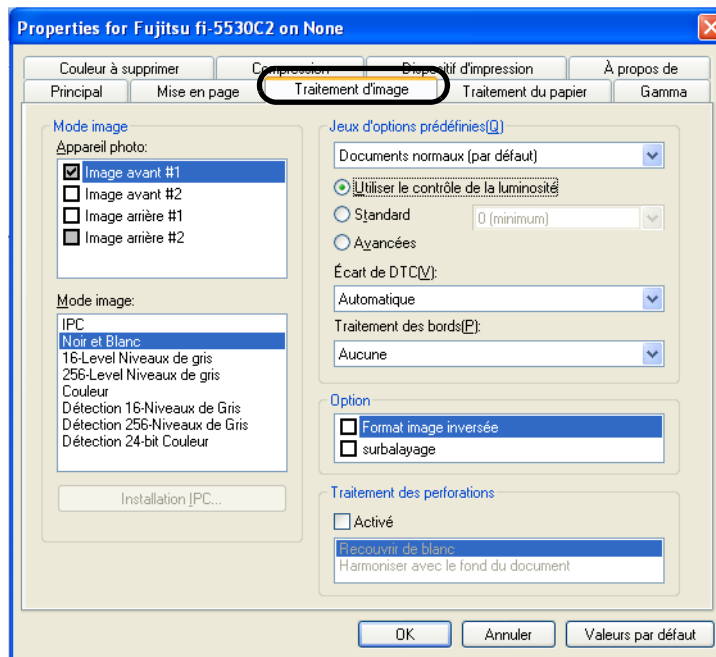 Properties for Fujitsu fi-5530C2 on None
Couleur à supprimer
Compression
Dispositif d'impression
À propos de
Principal
Mise en page
Traitement d'image
Traitement du papier
Gamma
Mode image
Appareil photo:
Image avant #1
Image avant #2
Image arrière #1
Image arrière #2
Mode image:
IPC
Noir et Blanc
16-Level Niveaux de gris
256-Level Niveaux de gris
Couleur
Détection 16-Niveaux de Gris
Détection 256-Niveaux de Gris
Détection 24-bit Couleur
Installation IPC...
Jeux d'options prédéfinies(Q)
Documents normaux (par défaut)
Utiliser le contrôle de la luminosité
Standard
0 (minimum)
Avancées
Écart de DTC(V):
Automatique
Traitement des bords(P):
Aucune
Option
Format image inversée
surbalayage
Traitement des perforations
Activé
Recouvrir de blanc
Harmoniser avec le fond du document
OK
Annuler
Valeurs par défaut